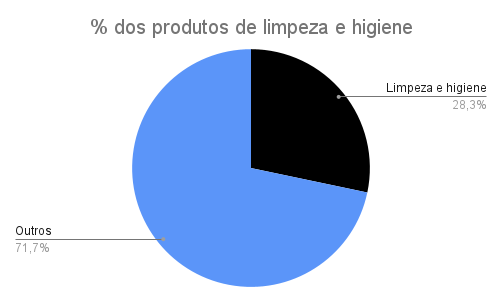 % dos produtos de limpeza e higiene
Limpeza e higiene
28,3%
Outros
71,7%